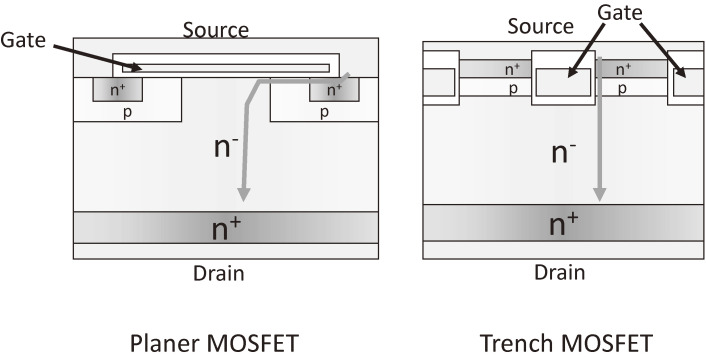 Source
Gate
n+
n+
p
p
n-
n+
Drain
Planer MOSFET
Gate
Source
n+
n+
p
p
n-
n+
Drain
Trench MOSFET